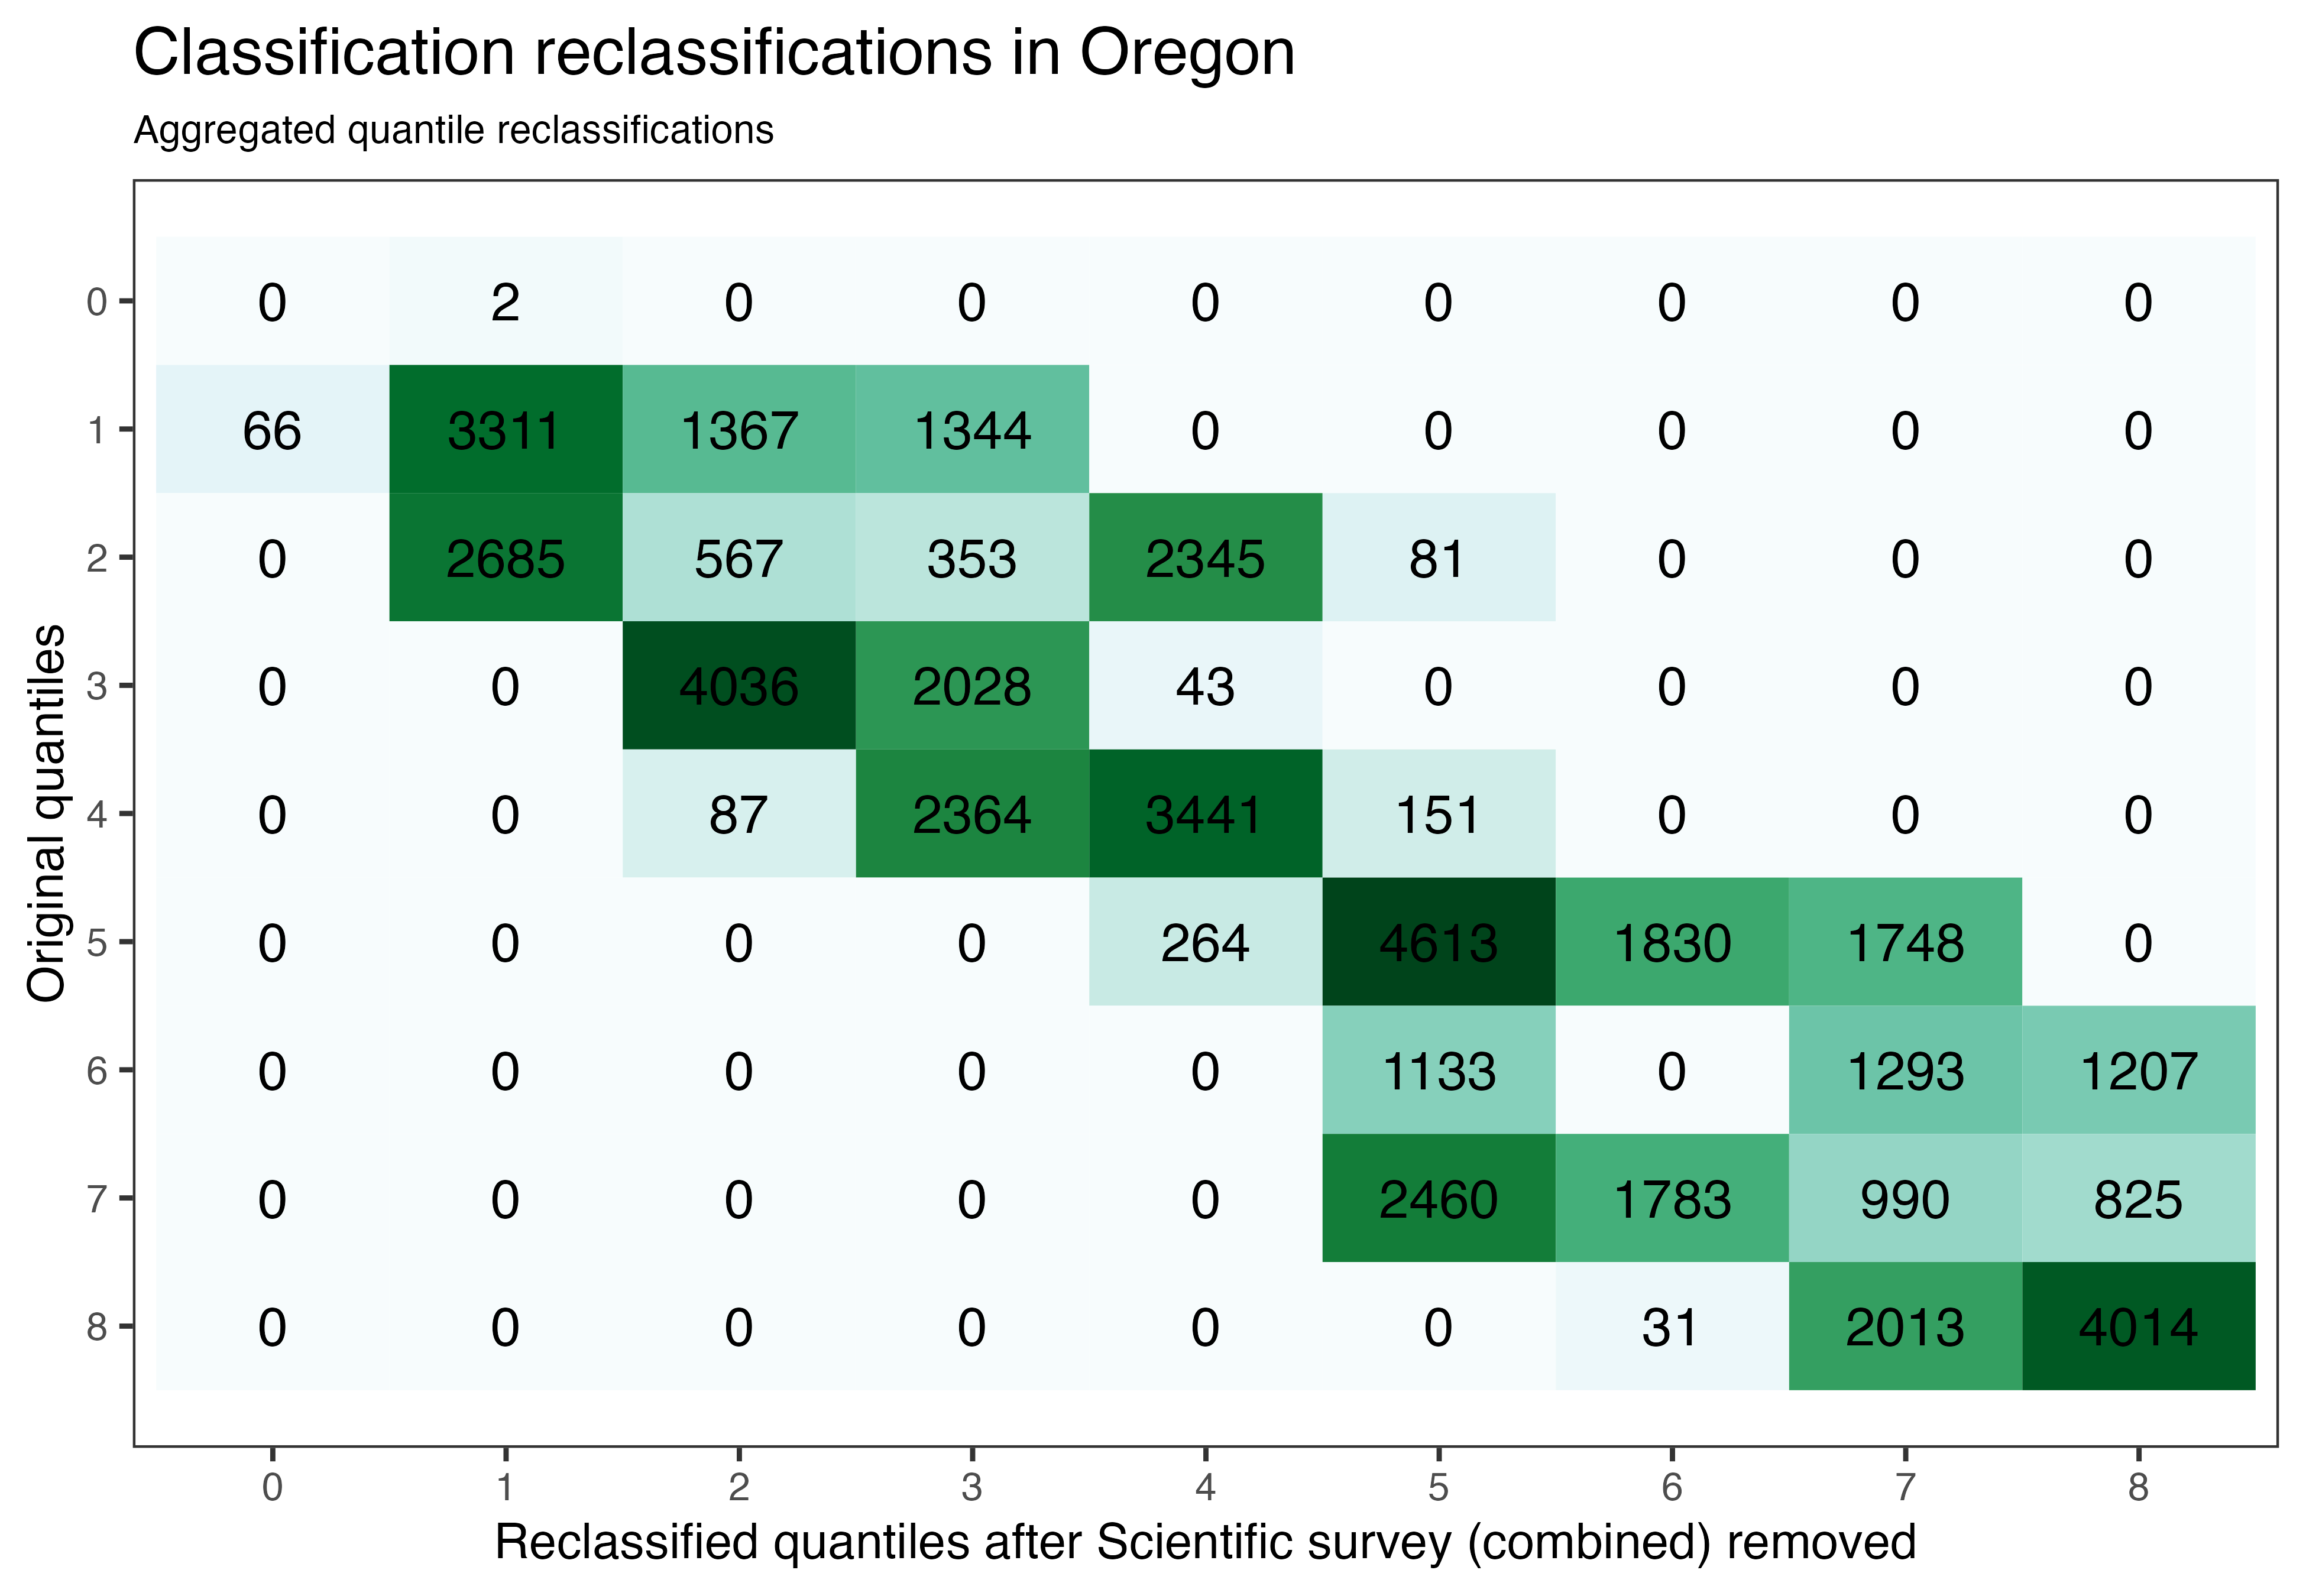 Classification reclassifications in Oregon
Aggregated quantile reclassifications
Original quantiles
0 0 2 0 0 0 0 0 0 0
1 66 3311 1367 1344 0 0 0 0 0
2 0 2685 567 353 2345 81 0 0 0
3 0 0 4036 2028 43 0 0 0 0
4 0 0 87 2364 3441 151 0 0 0
5 0 0 0 0 264 4613 1830 1748 0
6 0 0 0 0 0 1133 0 1293 1207
7 0 0 0 0 0 2460 1783 990 825
8 0 0 0 0 0 0 31 2013 4014
0 1 2 3 4 5 6 7 8
Reclassified quantiles after Scientific survey (combined) removed